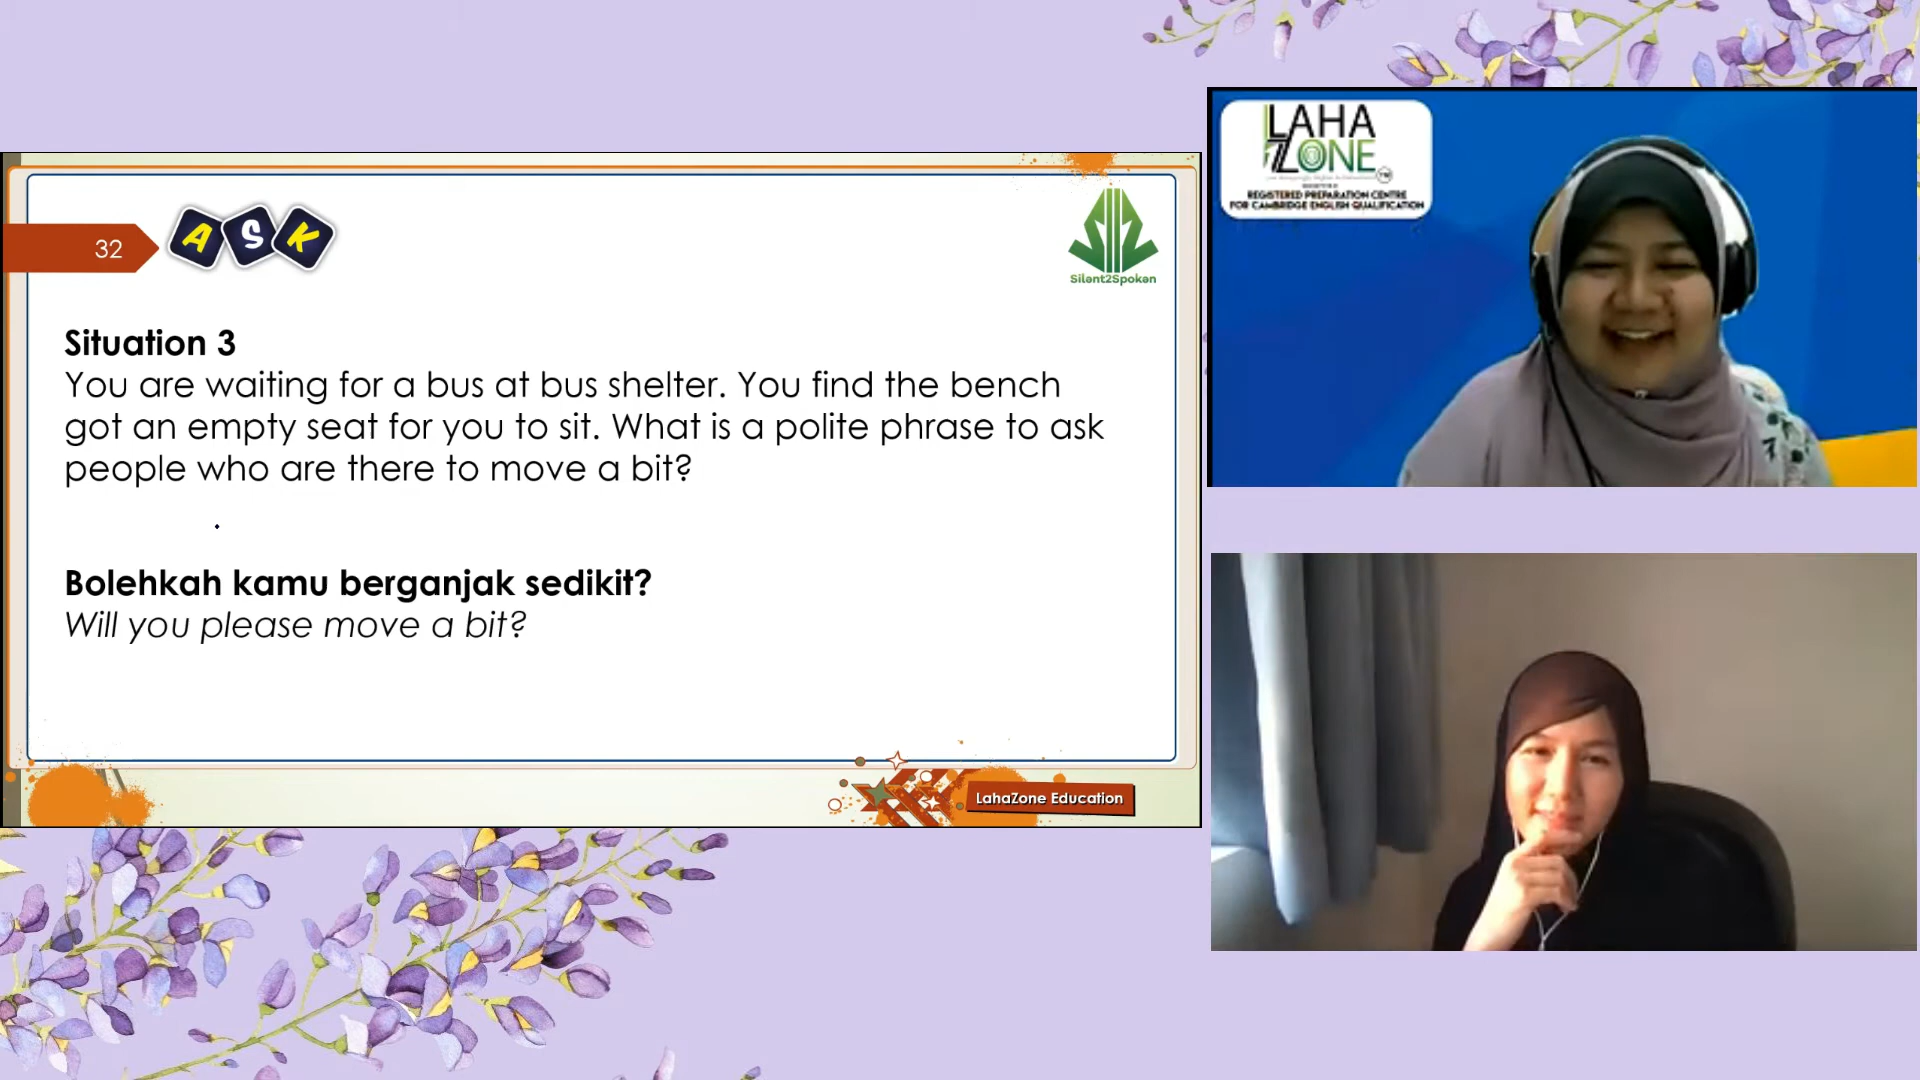 32
ASK
Silent2Spoken
Situation 3
You are waiting for a bus at bus shelter. You find the bench
got an empty seat for you to sit. What is a polite phrase to ask
people who are there to move a bit?
Bolehkah kamu berganjak sedikit?
Will you please move a bit?
LahaZone Education
LAHA
ZONE
REGISTERED PREPARATION CENTRE
FOR CAMBRIDGE ENGLISH QUALIFICATION